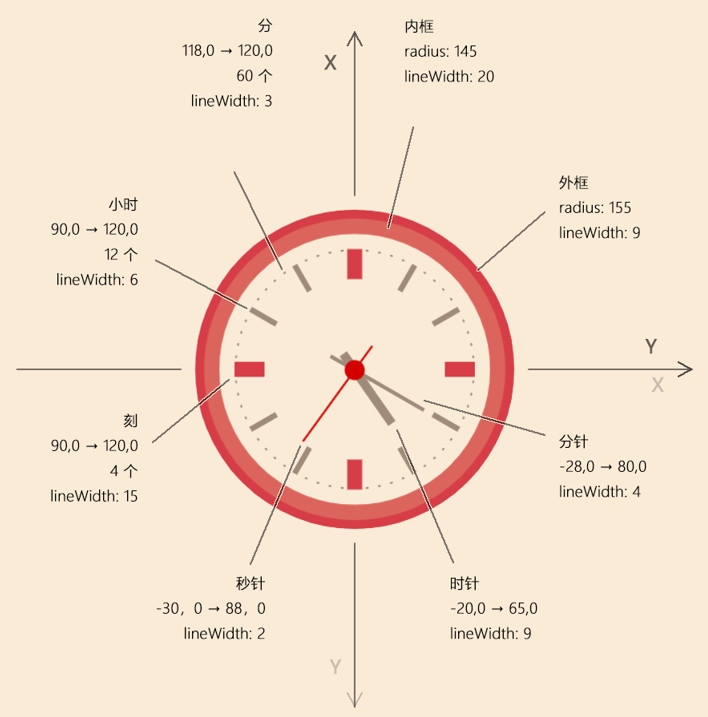 分
118,0 → 120,0
60 个
lineWidth: 3
X
内框
radius: 145
lineWidth: 20
外框
radius: 155
lineWidth: 9
小时
90,0 → 120,0
12 个
lineWidth: 6
Y
X
刻
90,0 → 120,0
4 个
lineWidth: 15
分针
-28,0 → 80,0
lineWidth: 4
秒针
-30，0 → 88，0
lineWidth: 2
时针
-20,0 → 65,0
lineWidth: 9
Y